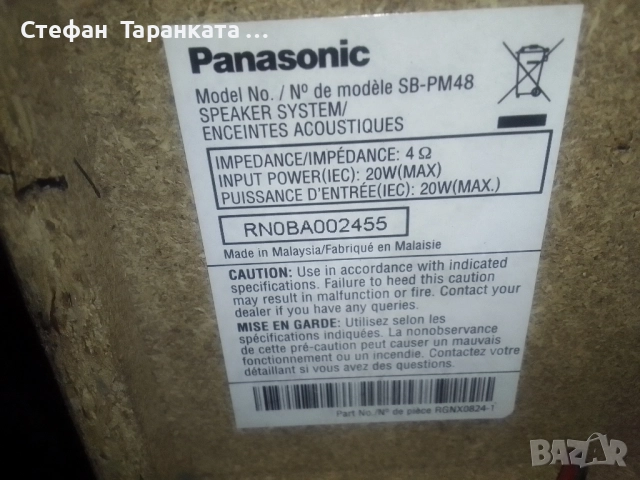 Стефан Таранката ...
Panasonic
Model No. / Nº de modèle SB-PM48
SPEAKER SYSTEM/
ENCEINTES ACOUSTIQUES
IMPEDANCE/IMPÉDANCE: 4 Ω
INPUT POWER(IEC): 20W(MAX)
PUISSANCE D'ENTRÉE(IEC): 20W(MAX.)
RN0BA002455
Made in Malaysia/Fabriqué en Malaisie
CAUTION: Use in accordance with indicated
specifications. Failure to heed this caution
may result in malfunction or fire. Contact your
dealer if you have any queries.
MISE EN GARDE: Utilisez selon les
spécifications indiquées. La nonobservance
de cette pré-caution peut causer un mauvais
fonctionnement ou un incendie. Contactez votre
détaillant si vous avez des questions.
Part No./Nº de pièce RGNX0824-1
BAZAR